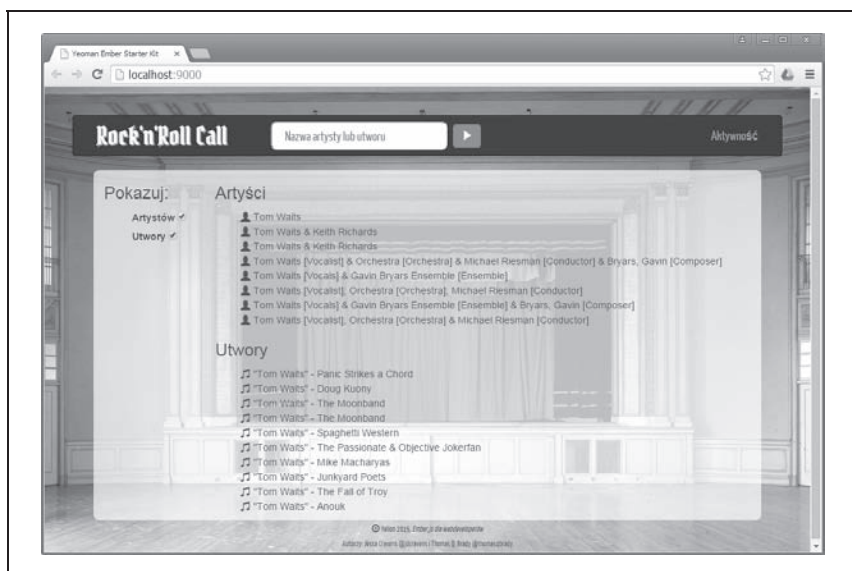 Yeoman Ember Starter Kit
localhost:9000
Rock'n'Roll Call
Nazwa artysty lub utworu
Aktywność
Pokazuj:
Artystów
Utwory
Artyści
Tom Waits
Tom Waits & Keith Richards
Tom Waits & Keith Richards
Tom Waits [Vocalist] & Orchestra [Orchestra] & Michael Riesman [Conductor] & Bryars, Gavin [Composer]
Tom Waits [Vocals] & Gavin Bryars Ensemble [Ensemble]
Tom Waits [Vocalist], Orchestra [Orchestra], Michael Riesman [Conductor]
Tom Waits [Vocals] & Gavin Bryars Ensemble [Ensemble] & Bryars, Gavin [Composer]
Tom Waits [Vocalist], Orchestra [Orchestra] & Michael Riesman [Conductor]
Utwory
"Tom Waits" - Panic Strikes a Chord
"Tom Waits" - Doug Kuony
"Tom Waits" - The Moonband
"Tom Waits" - The Moonband
"Tom Waits" - Spaghetti Western
"Tom Waits" - The Passionate & Objective Jokerfan
"Tom Waits" - Mike Macharyas
"Tom Waits" - Junkyard Poets
"Tom Waits" - The Fall of Troy
"Tom Waits" - Anouk
Helion 2015, Ember.js dla webdeveloperów